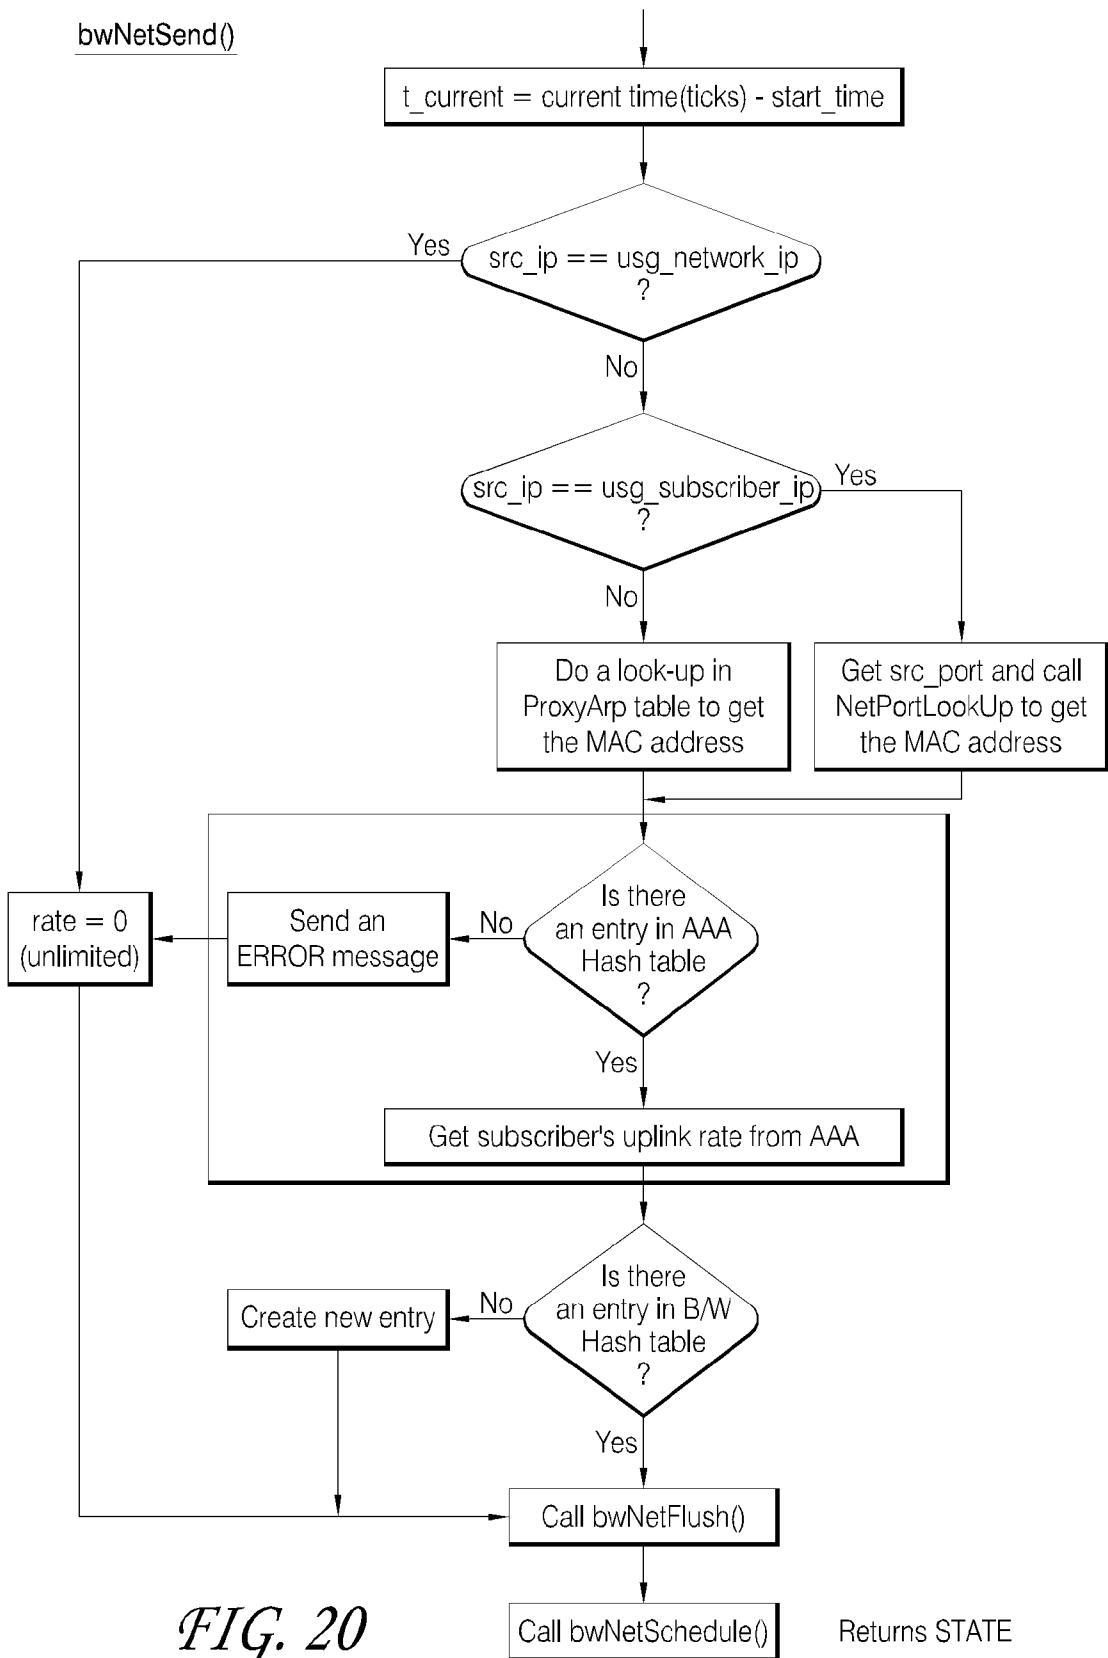 bwNetSend()
t_current = current time(ticks) - start_time
src_ip == usg_network_ip
?
Yes
No
src_ip == usg_subscriber_ip
?
Yes
No
Do a look-up in
ProxyArp table to get
the MAC address
Get src_port and call
NetPortLookUp to get
the MAC address
Is there
an entry in AAA
Hash table
?
No
Send an
ERROR message
rate = 0
(unlimited)
Yes
Get subscriber's uplink rate from AAA
Is there
an entry in B/W
Hash table
?
No
Create new entry
Yes
Call bwNetFlush()
Call bwNetSchedule()
Returns STATE
FIG. 20